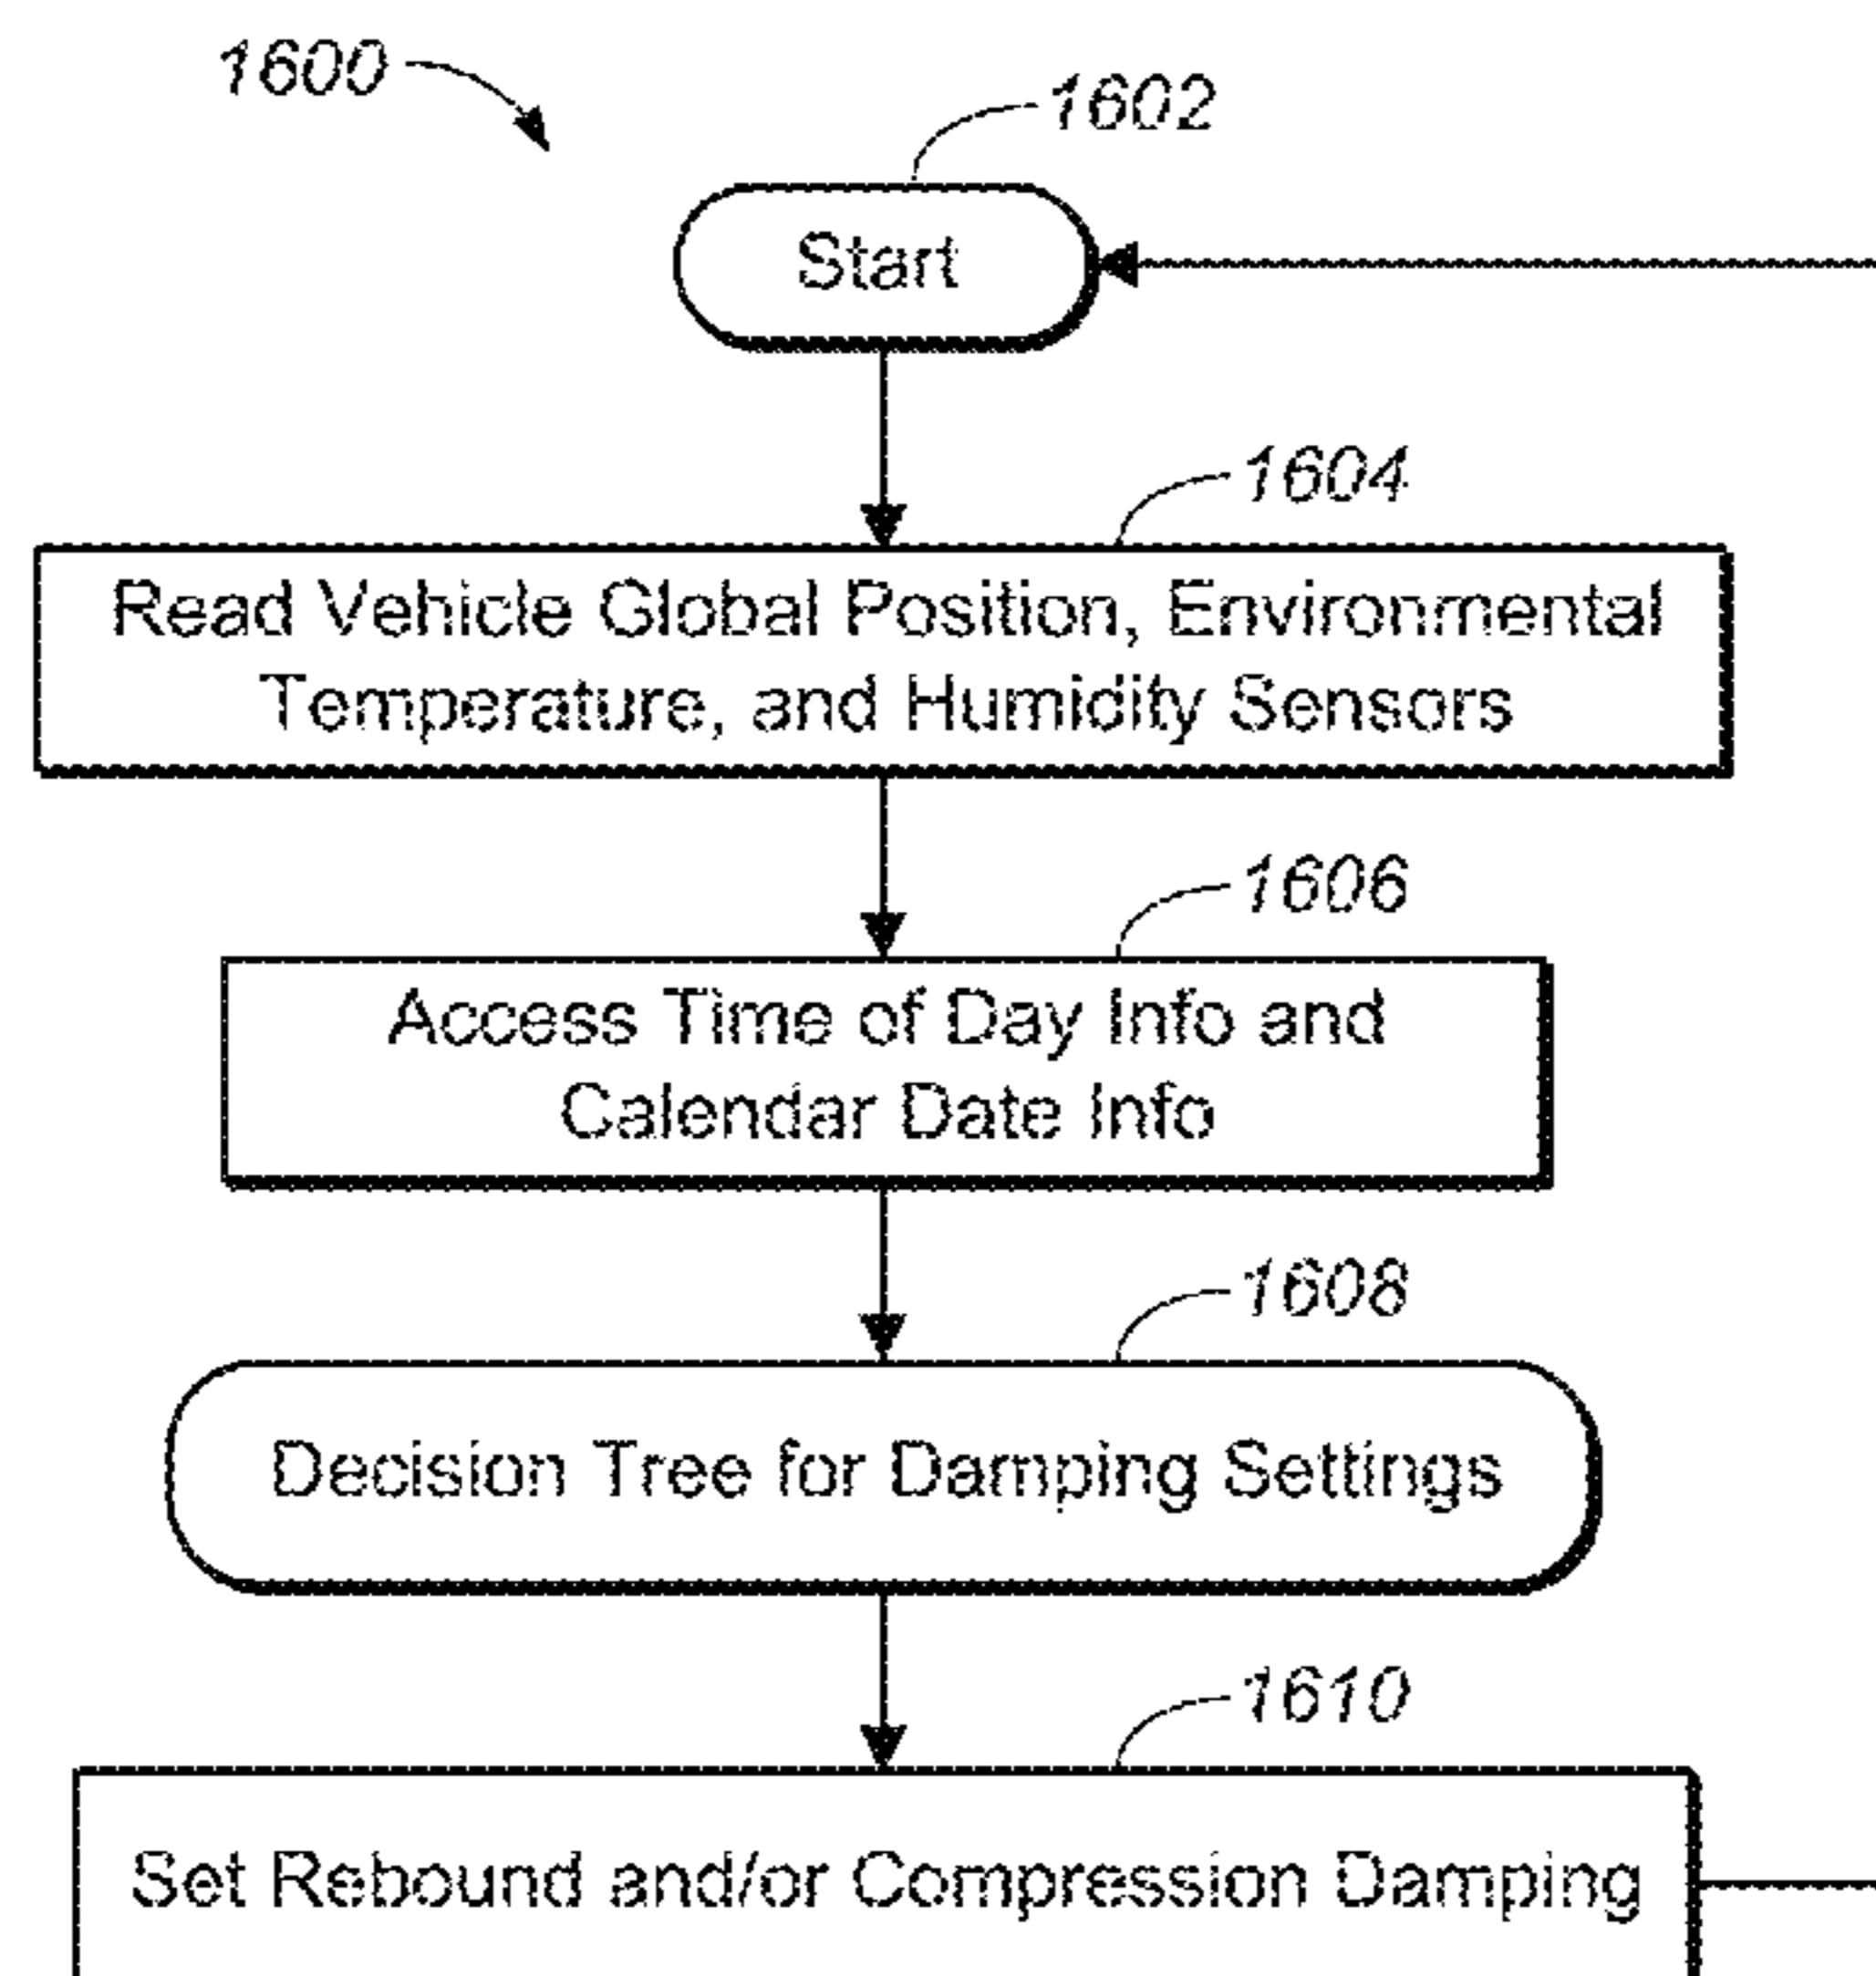 1600
1602
Start
1604
Read Vehicle Global Position, Environmental
Temperature, and Humidity Sensors
1606
Access Time of Day Info and
Calendar Date Info
1608
Decision Tree for Damping Settings
1610
Set Rebound and/or Compression Damping